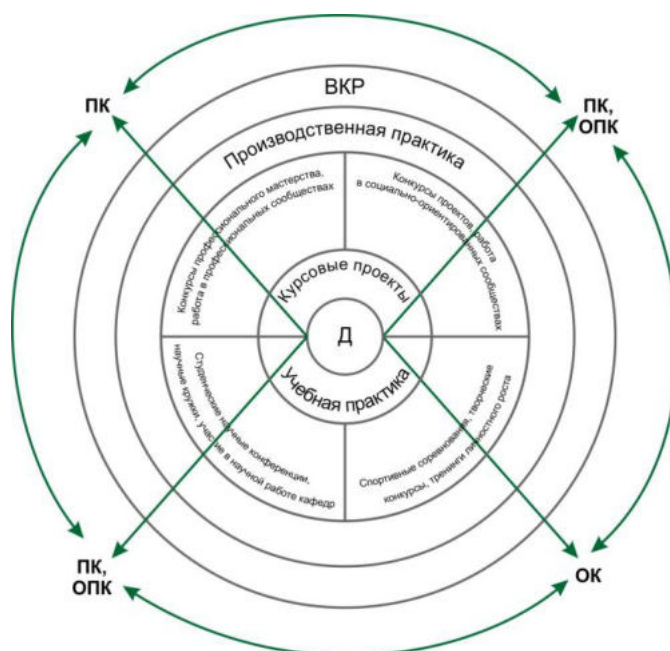 ВКР
ПК
ПК,
ОПК
Производственная практика
Конкурсы профессионального мастерства,
работа в профессиональных сообществах
Конкурсы проектов, работа
в социально-ориентированных сообществах
Курсовые проекты
Д
Учебная практика
Студенческие научные конференции,
научные кружки, участие в научной работе кафедр
Спортивные соревнования, творческие
конкурсы, тренинги личностного роста
ПК,
ОПК
ОК